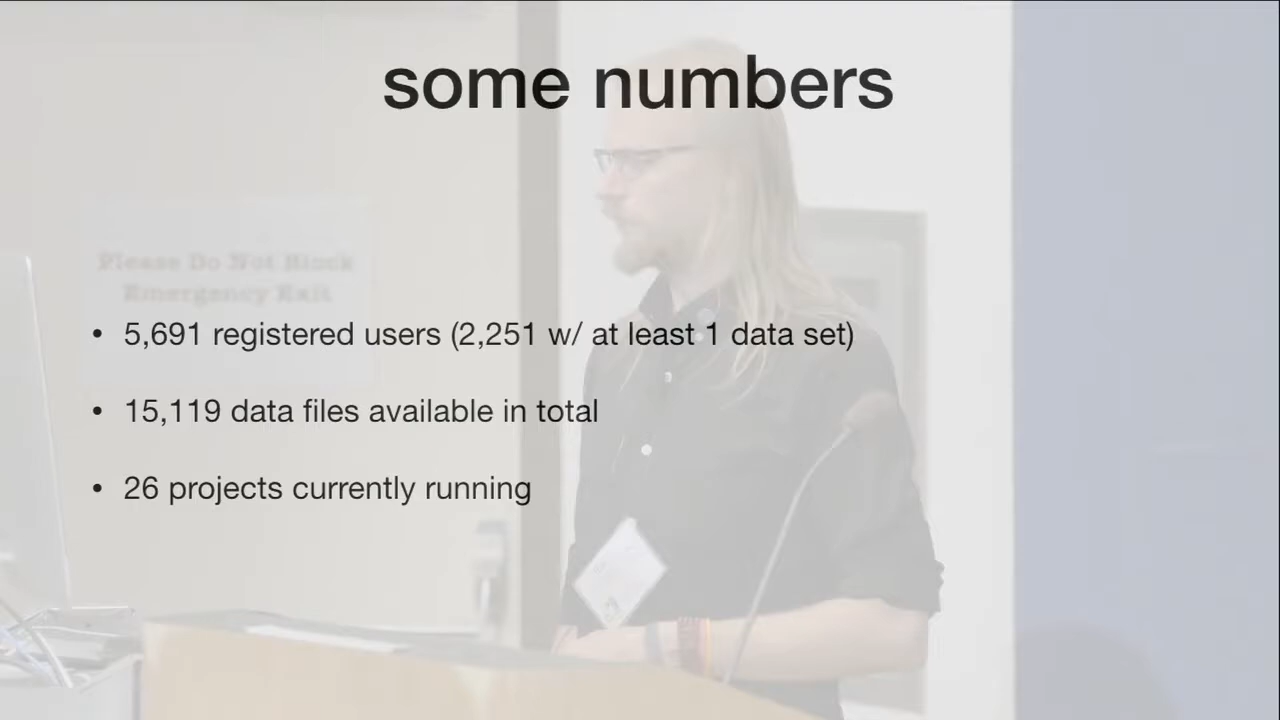 some numbers
Please Do Not Block
Emergency Exit
• 5,691 registered users (2,251 w/ at least 1 data set)
• 15,119 data files available in total
• 26 projects currently running